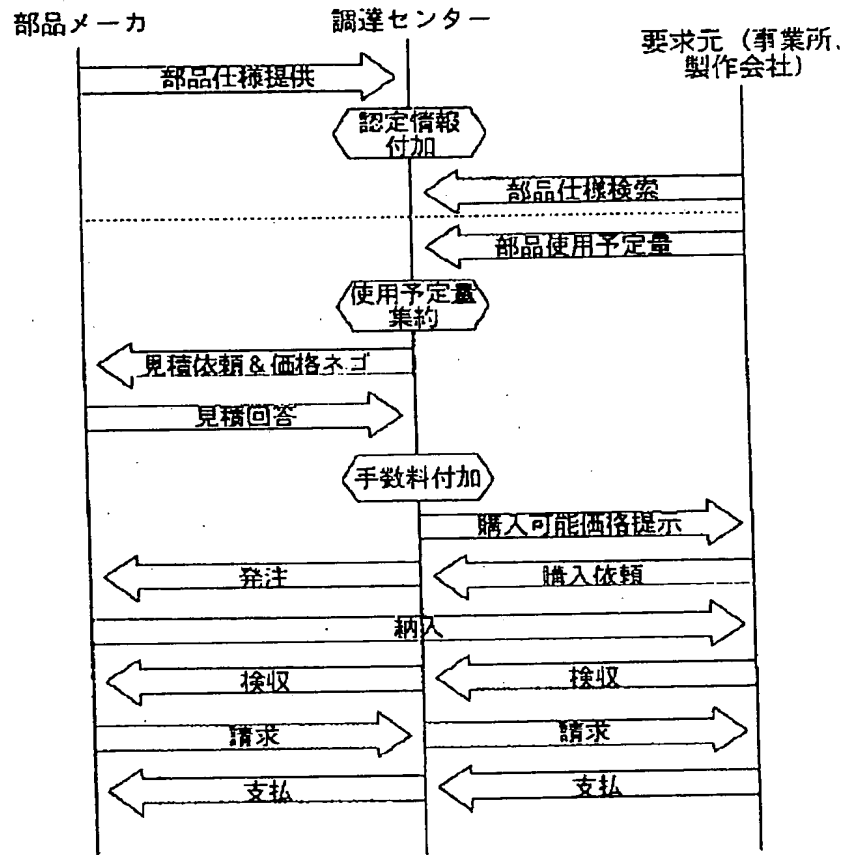 部品メーカ
調達センター
要求元（事業所、
製作会社）
部品仕様提供
認定情報
付加
部品仕様検索
部品使用予定量
使用予定量
集約
見積依頼＆価格ネゴ
見積回答
手数料付加
購入可能価格提示
発注
購入依頼
納入
検収
検収
請求
請求
支払
支払